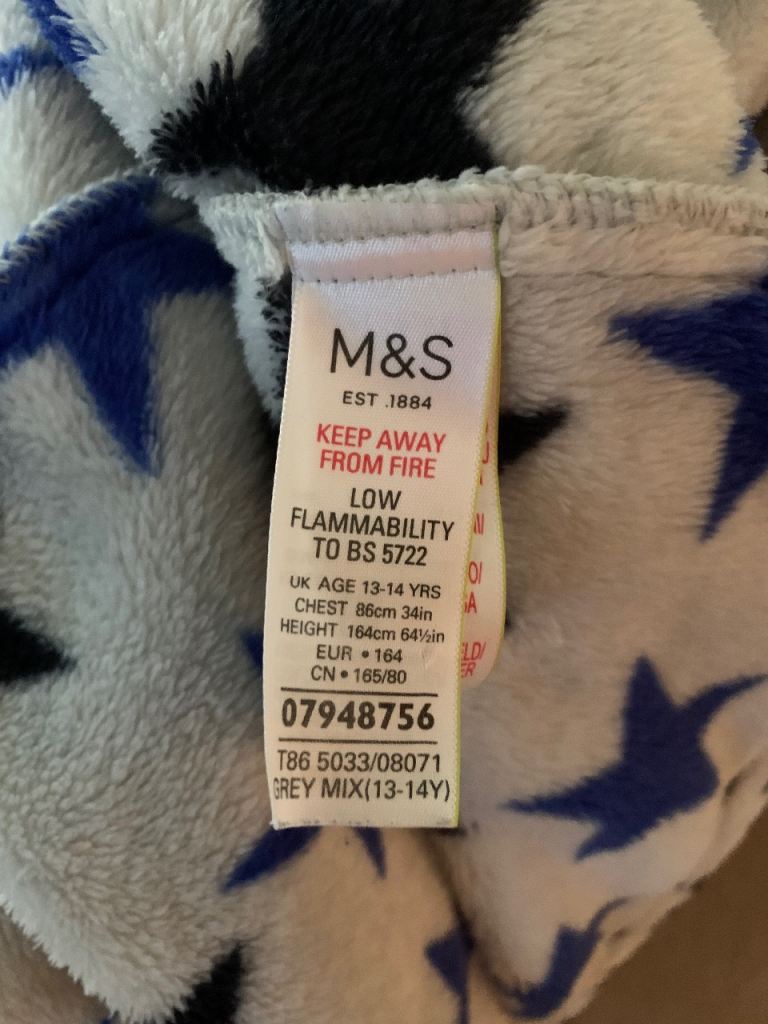 M&S
EST .1884
KEEP AWAY
FROM FIRE
LOW
FLAMMABILITY
TO BS 5722
UK AGE 13-14 YRS
CHEST 86cm 34in
HEIGHT 164cm 64½in
EUR • 164
CN • 165/80
07948756
T86 5033/08071
GREY MIX(13-14Y)